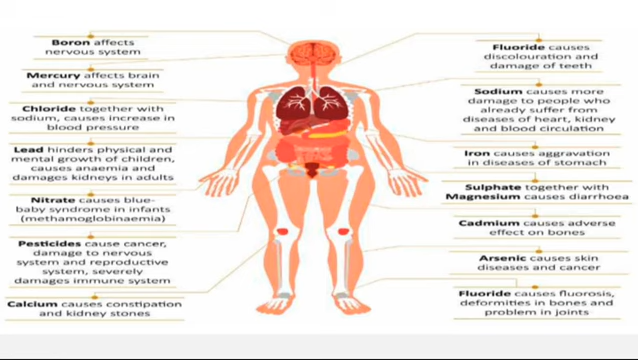 Boron affects
nervous system
Mercury affects brain
and nervous system
Chloride together with
sodium, causes increase in
blood pressure
Lead hinders physical and
mental growth of children,
causes anaemia and
damages kidneys in adults
Nitrate causes blue-
baby syndrome in infants
(methamoglobinaemia)
Pesticides cause cancer,
damage to nervous
system and reproductive
system, severely
damages immune system
Calcium causes constipation
and kidney stones
Fluoride causes
discolouration and
damage of teeth
Sodium causes more
damage to people who
already suffer from
diseases of heart, kidney
and blood circulation
Iron causes aggravation
in diseases of stomach
Sulphate together with
Magnesium causes diarrhoea
Cadmium causes adverse
effect on bones
Arsenic causes skin
diseases and cancer
Fluoride causes fluorosis,
deformities in bones and
problem in joints